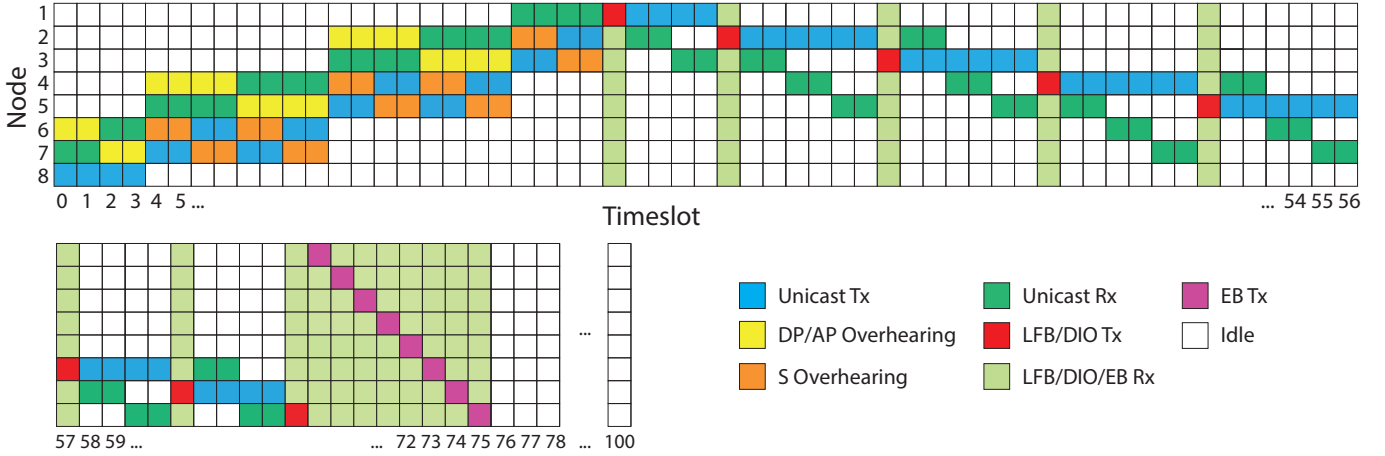 Node
1
2
3
4
5
6
7
8
0 1 2 3 4 5 ... ... 54 55 56
Timeslot
57 58 59 ... ... 72 73 74 75 76 77 78 ... 100
...
Unicast Tx
Unicast Rx
EB Tx
DP/AP Overhearing
LFB/DIO Tx
Idle
S Overhearing
LFB/DIO/EB Rx